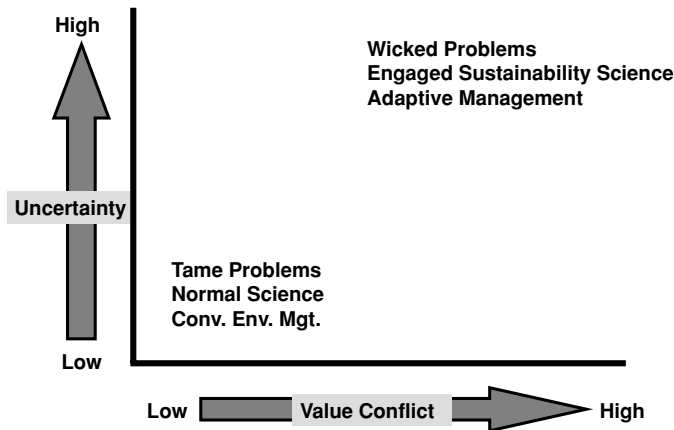 High
Wicked Problems
Engaged Sustainability Science
Adaptive Management
Uncertainty
Tame Problems
Normal Science
Conv. Env. Mgt.
Low
Low Value Conflict High